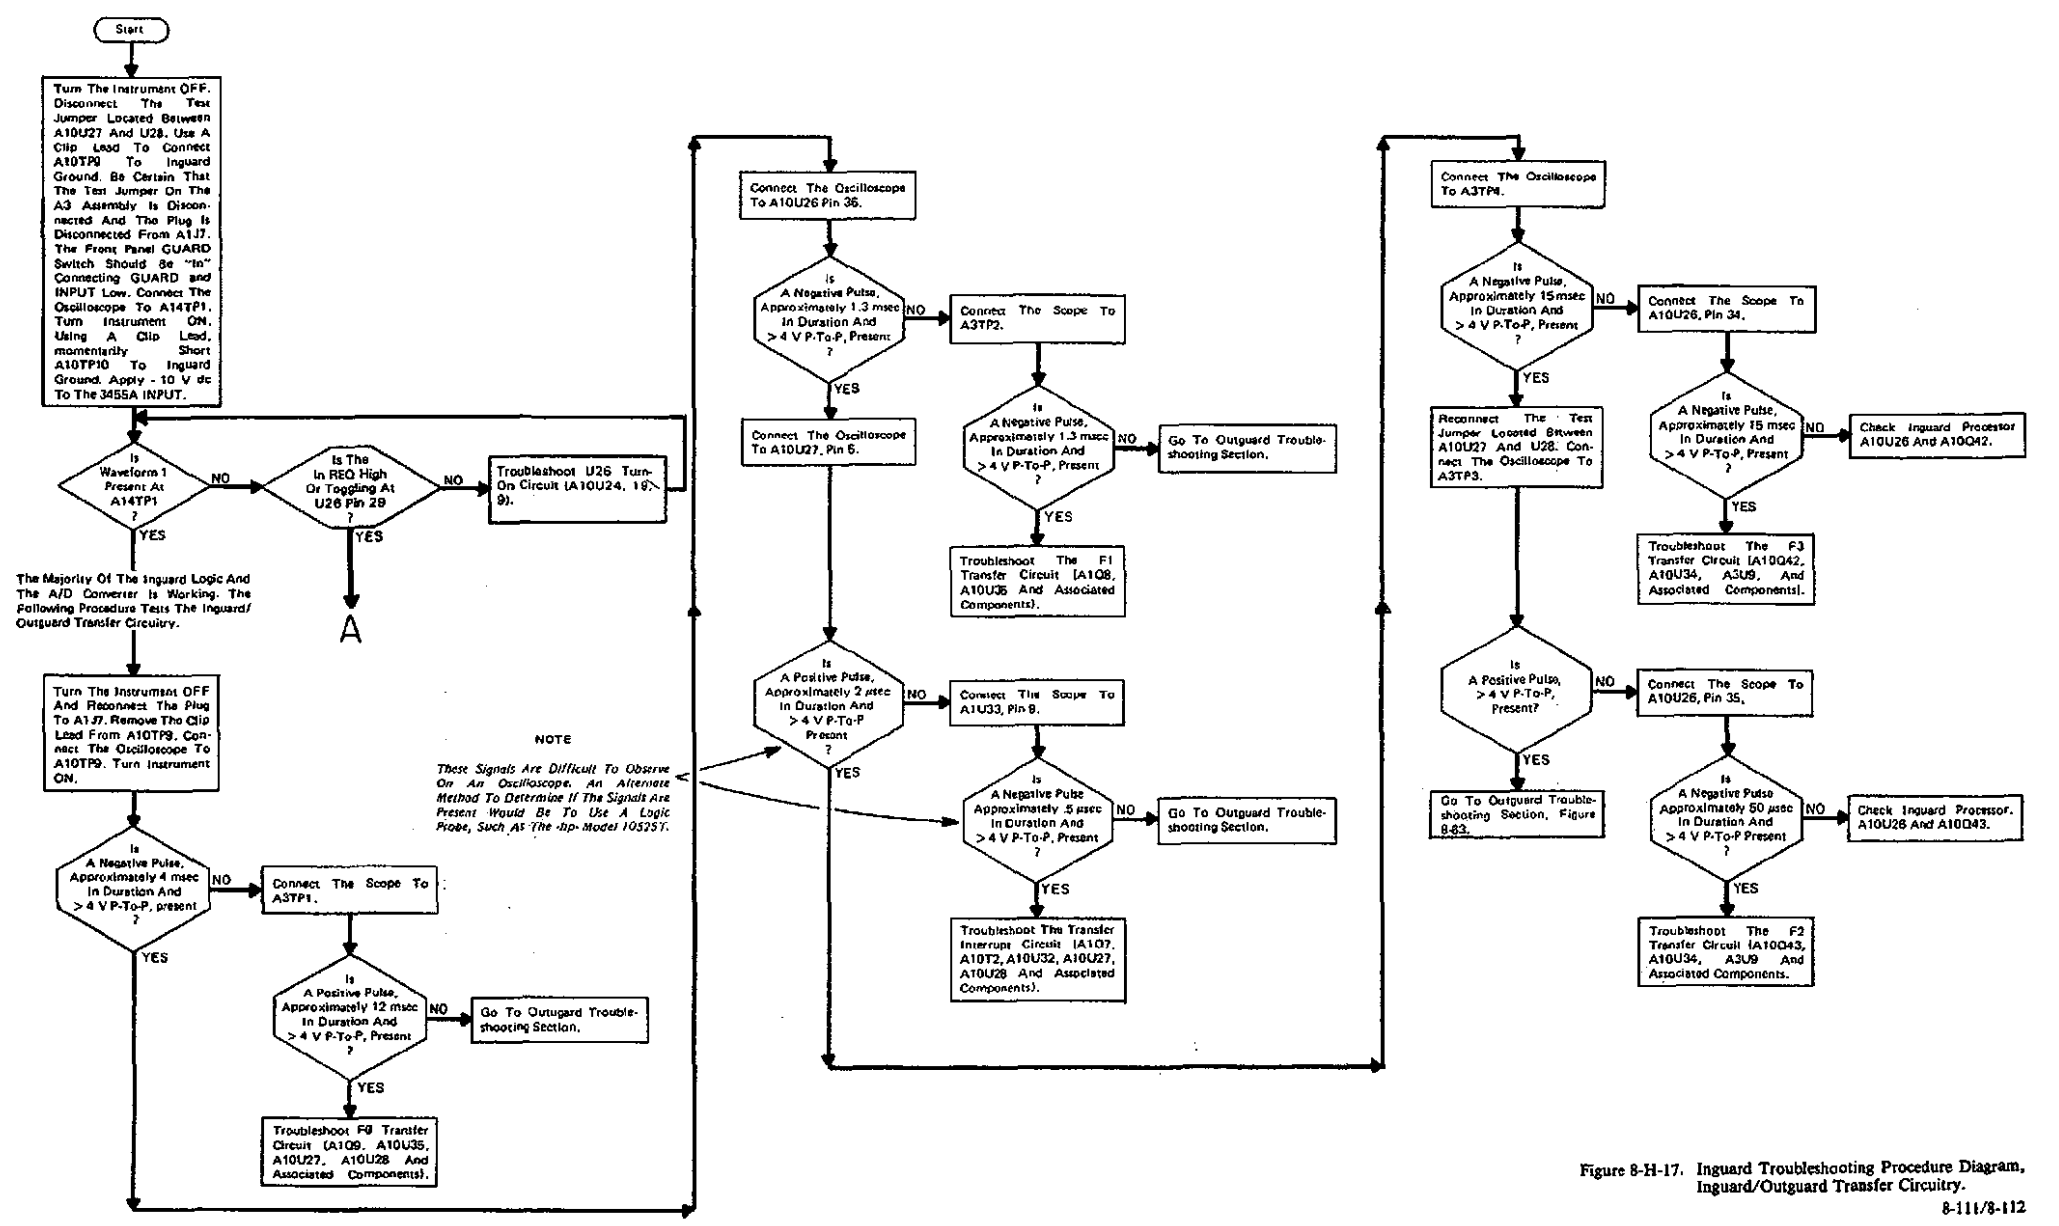 Start
Turn The Instrument OFF.
Disconnect The Test
Jumper Located Between
A10U27 And U28. Use A
Clip Lead To Connect
A10TP9 To Inguard
Ground. Be Certain That
The Test Jumper On The
A3 Assembly Is Discon-
nected And The Plug Is
Disconnected From A1J7.
The Front Panel GUARD
Switch Should Be "In"
Connecting GUARD and
INPUT Low. Connect The
Oscilloscope To A14TP1.
Turn Instrument ON.
Using A Clip Lead,
momentarily Short
A10TP10 To Inguard
Ground. Apply - 10 V dc
To The 3455A INPUT.
Is
Waveform 1
Present At
A14TP1
?
NO
YES
Is The
In REQ High
Or Toggling At
U26 Pin 29
?
NO
YES
A
Troubleshoot U26 Turn-
On Circuit (A10U24, 19,
9).
The Majority Of The Inguard Logic And
The A/D Converter Is Working. The
Following Procedure Tests The Inguard/
Outguard Transfer Circuitry.
Turn The Instrument OFF
And Reconnect The Plug
To A1J7. Remove The Clip
Lead From A10TP9. Con-
nect The Oscilloscope To
A10TP9. Turn Instrument
ON.
Is
A Negative Pulse,
Approximately 4 msec
In Duration And
> 4 V P-To-P, present
?
NO
YES
Connect The Scope To
A3TP1.
Is
A Positive Pulse,
Approximately 12 msec
In Duration And
> 4 V P-To-P, Present
?
NO
YES
Go To Outugard Trouble-
shooting Section.
Troubleshoot F0 Transfer
Circuit (A1Q9, A10U35,
A10U27, A10U28 And
Associated Components).
NOTE
These Signals Are Difficult To Observe
On An Oscilloscope. An Alternate
Method To Determine If The Signals Are
Present Would Be To Use A Logic
Probe, Such As The -hp- Model 10525T.
Connect The Oscilloscope
To A10U26 Pin 36.
Is
A Negative Pulse,
Approximately 1.3 msec
In Duration And
> 4 V P-To-P, Present
?
NO
YES
Connect The Scope To
A3TP2.
Is
A Negative Pulse,
Approximately 1.3 msec
In Duration And
> 4 V P-To-P, Present
?
NO
YES
Go To Outguard Trouble-
shooting Section.
Troubleshoot The F1
Transfer Circuit (A1Q8,
A10U36 And Associated
Components).
Connect The Oscilloscope
To A10U27, Pin 6.
Is
A Positive Pulse,
Approximately 2 µsec
In Duration And
> 4 V P-To-P
Present
?
NO
YES
Connect The Scope To
A1U33, Pin 9.
Is
A Negative Pulse
Approximately .5 µsec
In Duration And
> 4 V P-To-P, Present
?
NO
YES
Go To Outguard Trouble-
shooting Section.
Troubleshoot The Transfer
Interrupt Circuit (A1Q7,
A10T2, A10U32, A10U27,
A10U28 And Associated
Components).
Connect The Oscilloscope
To A3TP4.
Is
A Negative Pulse,
Approximately 15 msec
In Duration And
> 4 V P-To-P, Present
?
NO
YES
Connect The Scope To
A10U26, Pin 34.
Is
A Negative Pulse,
Approximately 15 msec
In Duration And
> 4 V P-To-P, Present
?
NO
YES
Check Inguard Processor
A10U26 And A10Q42.
Troubleshoot The F3
Transfer Circuit (A10Q42,
A10U34, A3U9, And
Associated Components).
Reconnect The Test
Jumper Located Between
A10U27 And U28. Con-
nect The Oscilloscope To
A3TP3.
Is
A Positive Pulse,
> 4 V P-To-P,
Present?
NO
YES
Go To Outguard Trouble-
shooting Section, Figure
8-63.
Connect The Scope To
A10U26, Pin 35.
Is
A Negative Pulse
Approximately 50 µsec
In Duration And
> 4 V P-To-P Present
?
NO
YES
Check Inguard Processor.
A10U26 And A10Q43.
Troubleshoot The F2
Transfer Circuit (A10Q43,
A10U34, A3U9 And
Associated Components.
Figure 8-H-17. Inguard Troubleshooting Procedure Diagram,
Inguard/Outguard Transfer Circuitry.
8-111/8-112